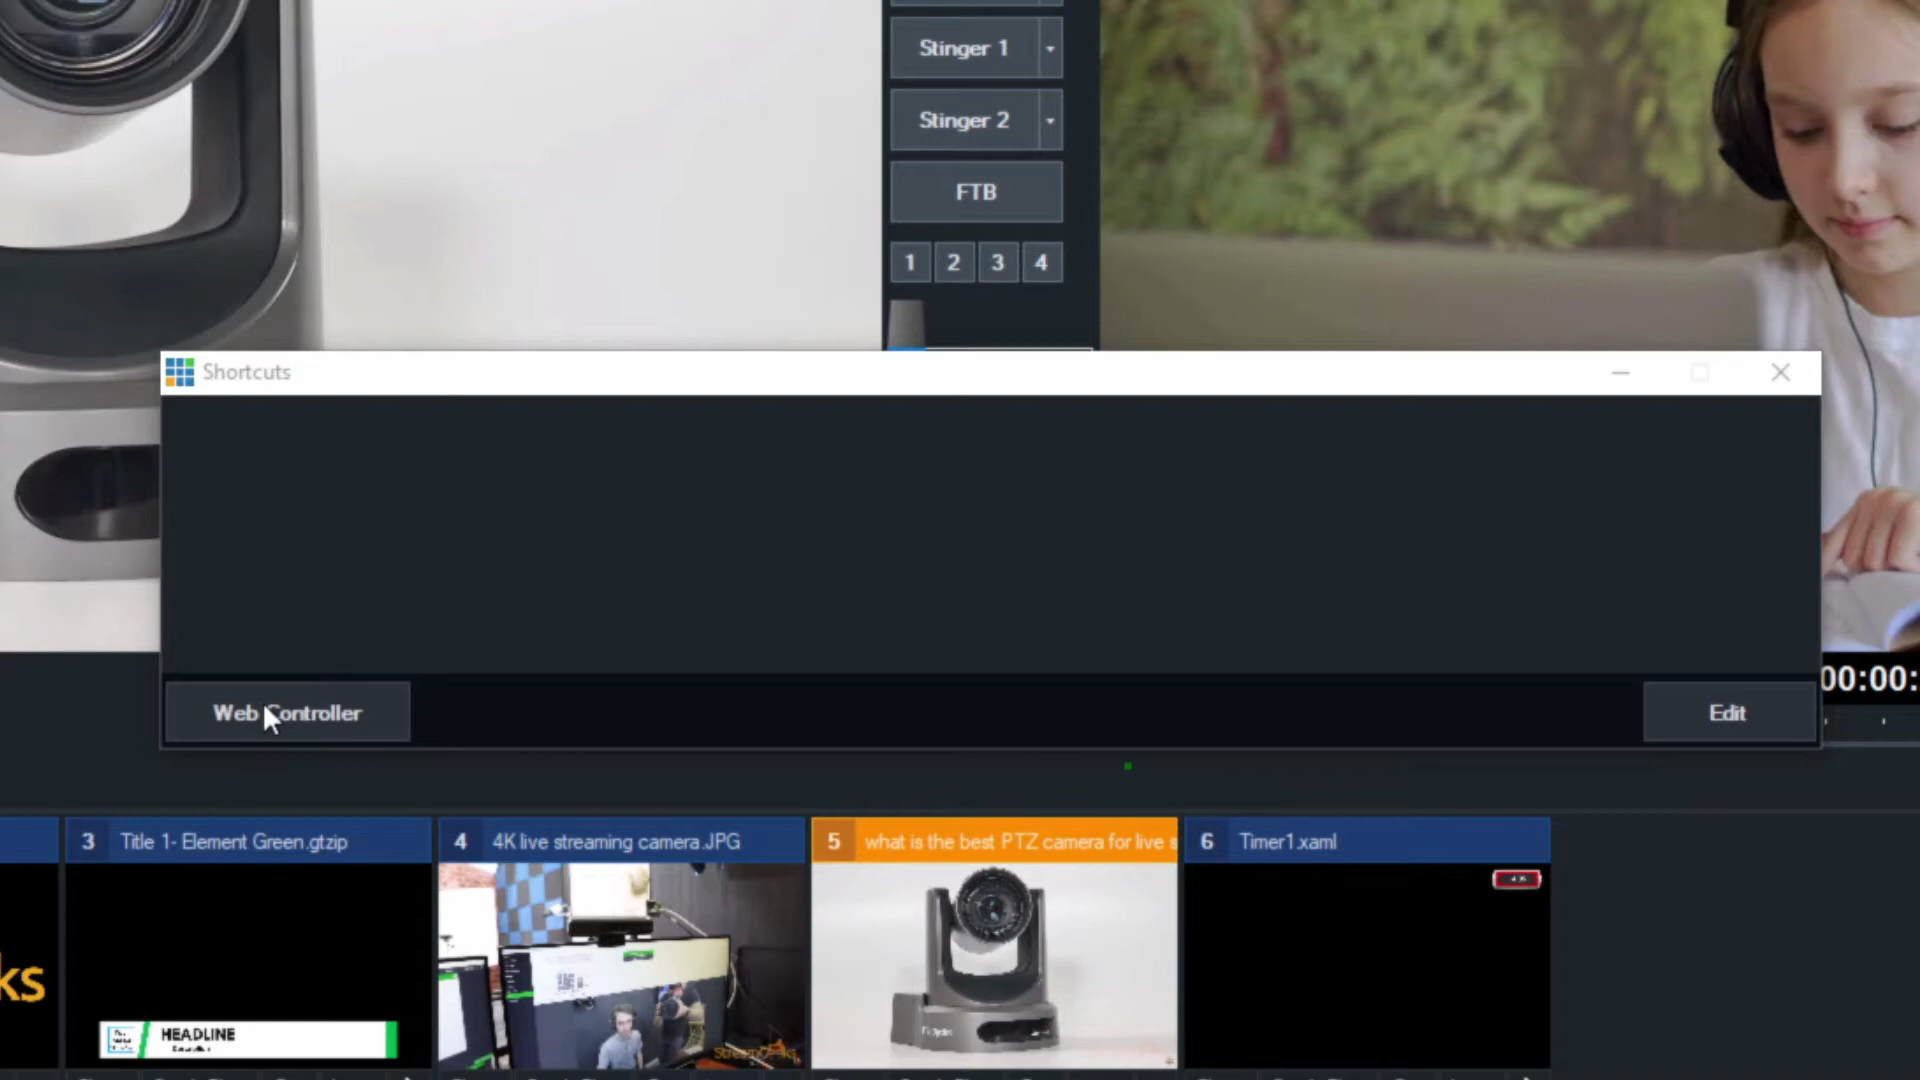 Stinger 1
Stinger 2
FTB
1 2 3 4
Shortcuts
Web Controller
Edit
00:00:
3 Title 1- Element Green.gtzip
4 4K live streaming camera.JPG
5 what is the best PTZ camera for live s
6 Timer1.xaml
ks
HEADLINE